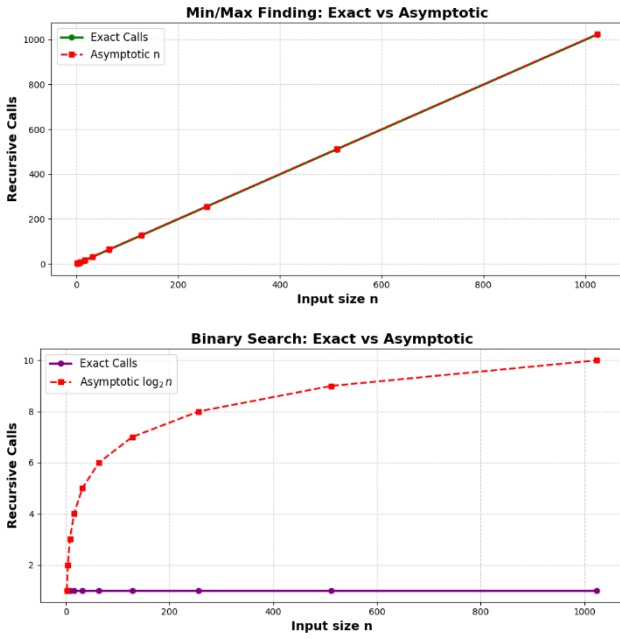 Min/Max Finding: Exact vs Asymptotic
Exact Calls
Asymptotic n
Recursive Calls
1000
800
600
400
200
0
0 200 400 600 800 1000
Input size n
Binary Search: Exact vs Asymptotic
Exact Calls
Asymptotic log₂ n
Recursive Calls
10
8
6
4
2
0 200 400 600 800 1000
Input size n